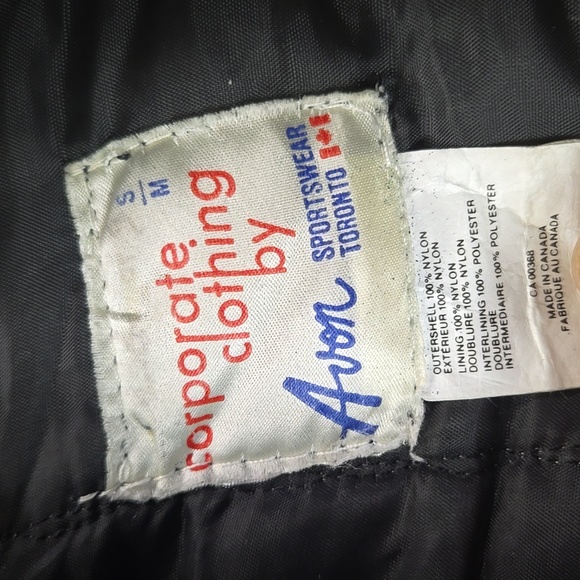 S
M
corporate
clothing
by
Avon SPORTSWEAR
TORONTO
OUTERSHELL 100% NYLON
EXTÉRIEUR 100% NYLON
LINING 100% NYLON
DOUBLURE 100% NYLON
INTERLINING 100% POLYESTER
DOUBLURE
INTERMEDIAIRE 100% POLYESTER
CA 00368
MADE IN CANADA
FABRIQUE AU CANADA